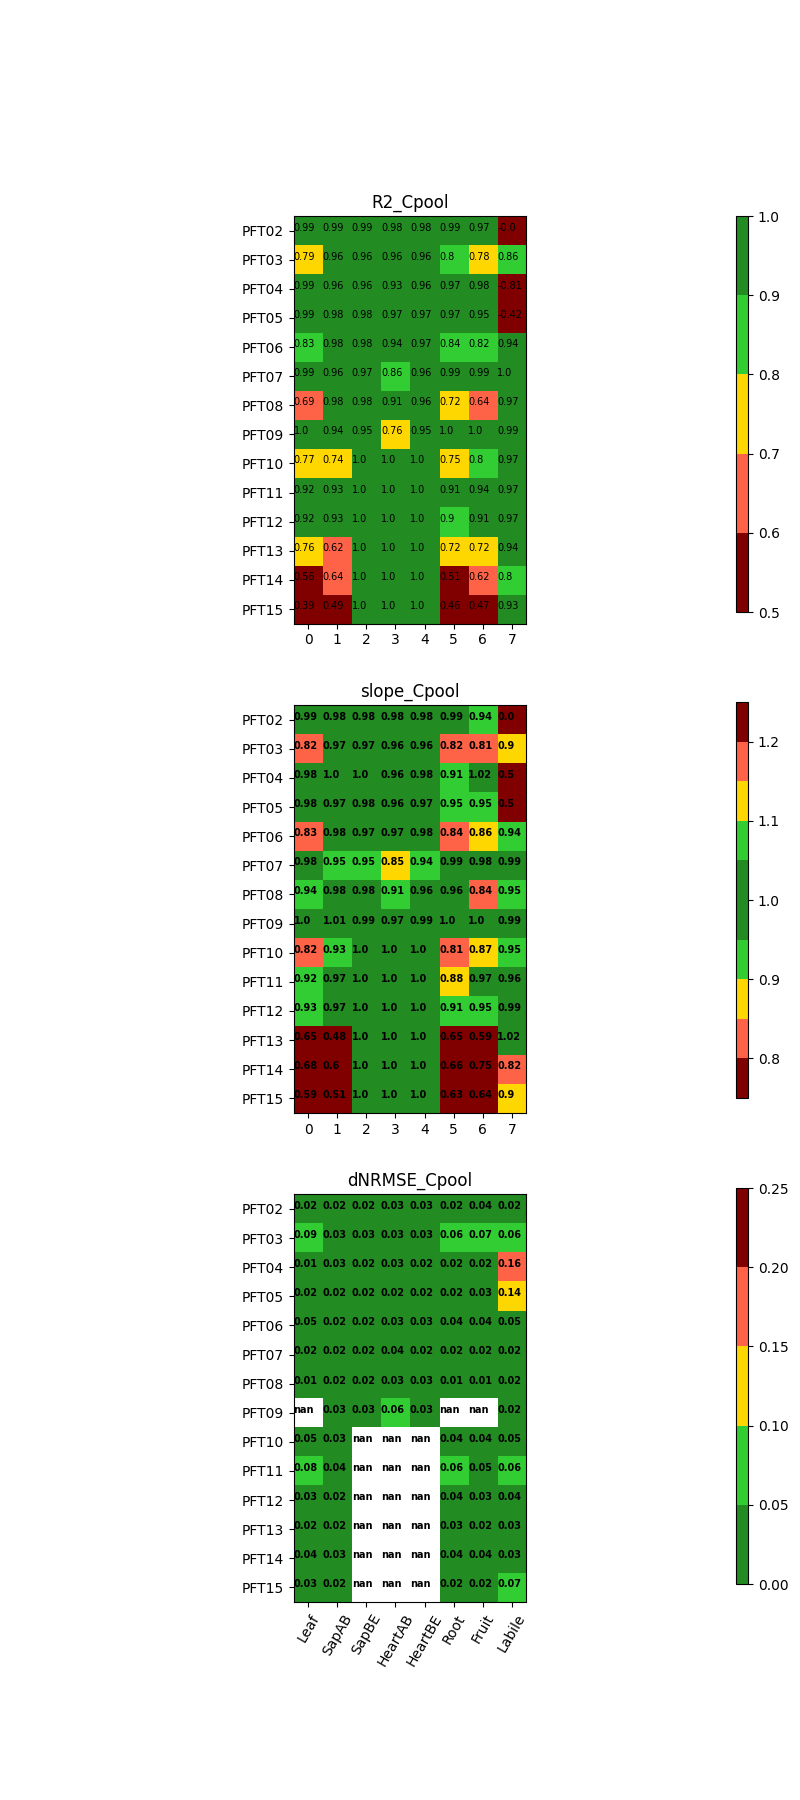 R2_Cpool
PFT02 0.99 0.99 0.99 0.98 0.98 0.99 0.97 -0.0
PFT03 0.79 0.96 0.96 0.96 0.96 0.8 0.78 0.86
PFT04 0.99 0.96 0.96 0.93 0.96 0.97 0.98 -0.81
PFT05 0.99 0.98 0.98 0.97 0.97 0.97 0.95
PFT06 0.83 0.98 0.98 0.94 0.97 0.84 0.82 0.94
PFT07 0.99 0.96 0.97 0.86 0.96 0.99 0.99 1.0
PFT08 0.69 0.98 0.98 0.91 0.96 0.72 0.64 0.97
PFT09 1.0 0.94 0.95 0.76 0.95 1.0 1.0 0.99
PFT10 0.77 0.74 1.0 1.0 1.0 0.75 0.8 0.97
PFT11 0.92 0.93 1.0 1.0 1.0 0.91 0.94 0.97
PFT12 0.92 0.93 1.0 1.0 1.0 0.9 0.91 0.97
PFT13 0.76 0.62 1.0 1.0 1.0 0.72 0.72 0.94
PFT14 0.56 0.64 1.0 1.0 1.0 0.51 0.62 0.8
PFT15 0.39 0.49 1.0 1.0 1.0 0.46 0.47 0.93
0 1 2 3 4 5 6 7
1.0
0.9
0.8
0.7
0.6
0.5
slope_Cpool
PFT02 0.99 0.98 0.98 0.98 0.98 0.99 0.94 0.0
PFT03 0.82 0.97 0.97 0.96 0.96 0.82 0.81 0.9
PFT04 0.98 1.0 1.0 0.96 0.98 0.91 1.02 0.5
PFT05 0.98 0.97 0.98 0.96 0.97 0.95 0.95 0.5
PFT06 0.83 0.98 0.97 0.97 0.98 0.84 0.86 0.94
PFT07 0.98 0.95 0.95 0.85 0.94 0.99 0.98 0.99
PFT08 0.94 0.98 0.98 0.91 0.96 0.96 0.84 0.95
PFT09 1.0 1.01 0.99 0.97 0.99 1.0 1.0 0.99
PFT10 0.82 0.93 1.0 1.0 1.0 0.81 0.87 0.95
PFT11 0.92 0.97 1.0 1.0 1.0 0.88 0.97 0.96
PFT12 0.93 0.97 1.0 1.0 1.0 0.91 0.95 0.99
PFT13 0.65 0.48 1.0 1.0 1.0 0.65 0.59 1.02
PFT14 0.68 0.6 1.0 1.0 1.0 0.66 0.75 0.82
PFT15 0.59 0.51 1.0 1.0 1.0 0.63 0.64 0.9
0 1 2 3 4 5 6 7
1.2
1.1
1.0
0.9
0.8
dNRMSE_Cpool
PFT02 0.02 0.02 0.02 0.03 0.03 0.02 0.04 0.02
PFT03 0.09 0.03 0.03 0.03 0.03 0.06 0.07 0.06
PFT04 0.01 0.03 0.02 0.03 0.02 0.02 0.02 0.16
PFT05 0.02 0.02 0.02 0.02 0.02 0.02 0.03 0.14
PFT06 0.05 0.02 0.02 0.03 0.03 0.04 0.04 0.05
PFT07 0.02 0.02 0.02 0.04 0.02 0.02 0.02 0.02
PFT08 0.01 0.02 0.02 0.03 0.03 0.01 0.01 0.02
PFT09 nan 0.03 0.03 0.06 0.03 nan nan 0.02
PFT10 0.05 0.03 nan nan nan 0.04 0.04 0.05
PFT11 0.08 0.04 nan nan nan 0.06 0.05 0.06
PFT12 0.03 0.02 nan nan nan 0.04 0.03 0.04
PFT13 0.02 0.02 nan nan nan 0.03 0.02 0.03
PFT14 0.04 0.03 nan nan nan 0.04 0.04 0.03
PFT15 0.03 0.02 nan nan nan 0.02 0.02 0.07
Leaf SapAB SapBE HeartAB HeartBE Root Fruit Labile
0.25
0.20
0.15
0.10
0.05
0.00